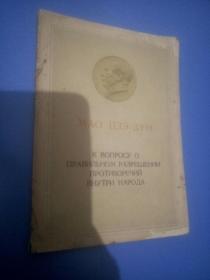 МАО ЦЗЭ-ДУН
К ВОПРОСУ О
ПРАВИЛЬНОМ РАЗРЕШЕНИИ
ПРОТИВОРЕЧИЙ
ВНУТРИ НАРОДА